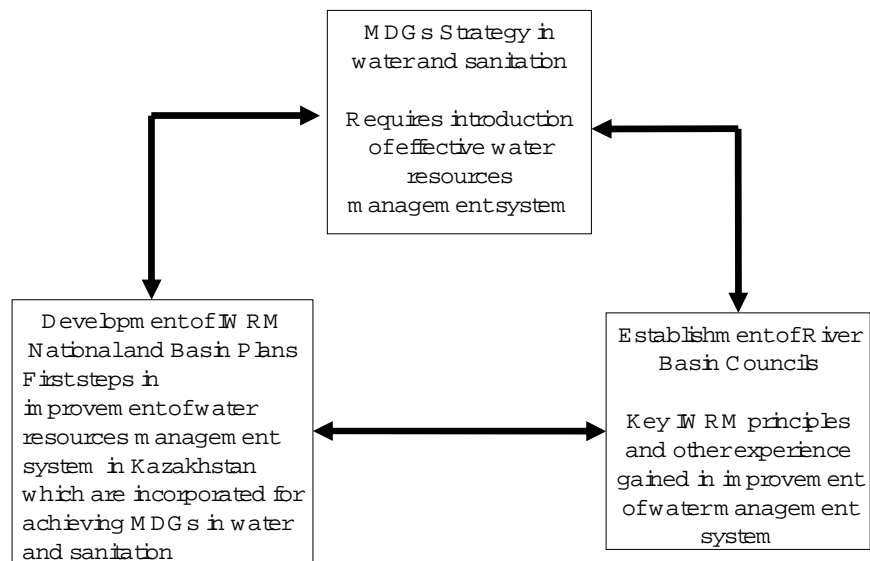 MDGs Strategy in
water and sanitation
Requires introduction
of effective water
resources
management system
Development of IWRM
National and Basin Plans
First steps in
improvement of water
resources management
system in Kazakhstan
which are incorporated for
achieving MDGs in water
and sanitation
Establishment of River
Basin Councils
Key IWRM principles
and other experience
gained in improvement
of water management
system